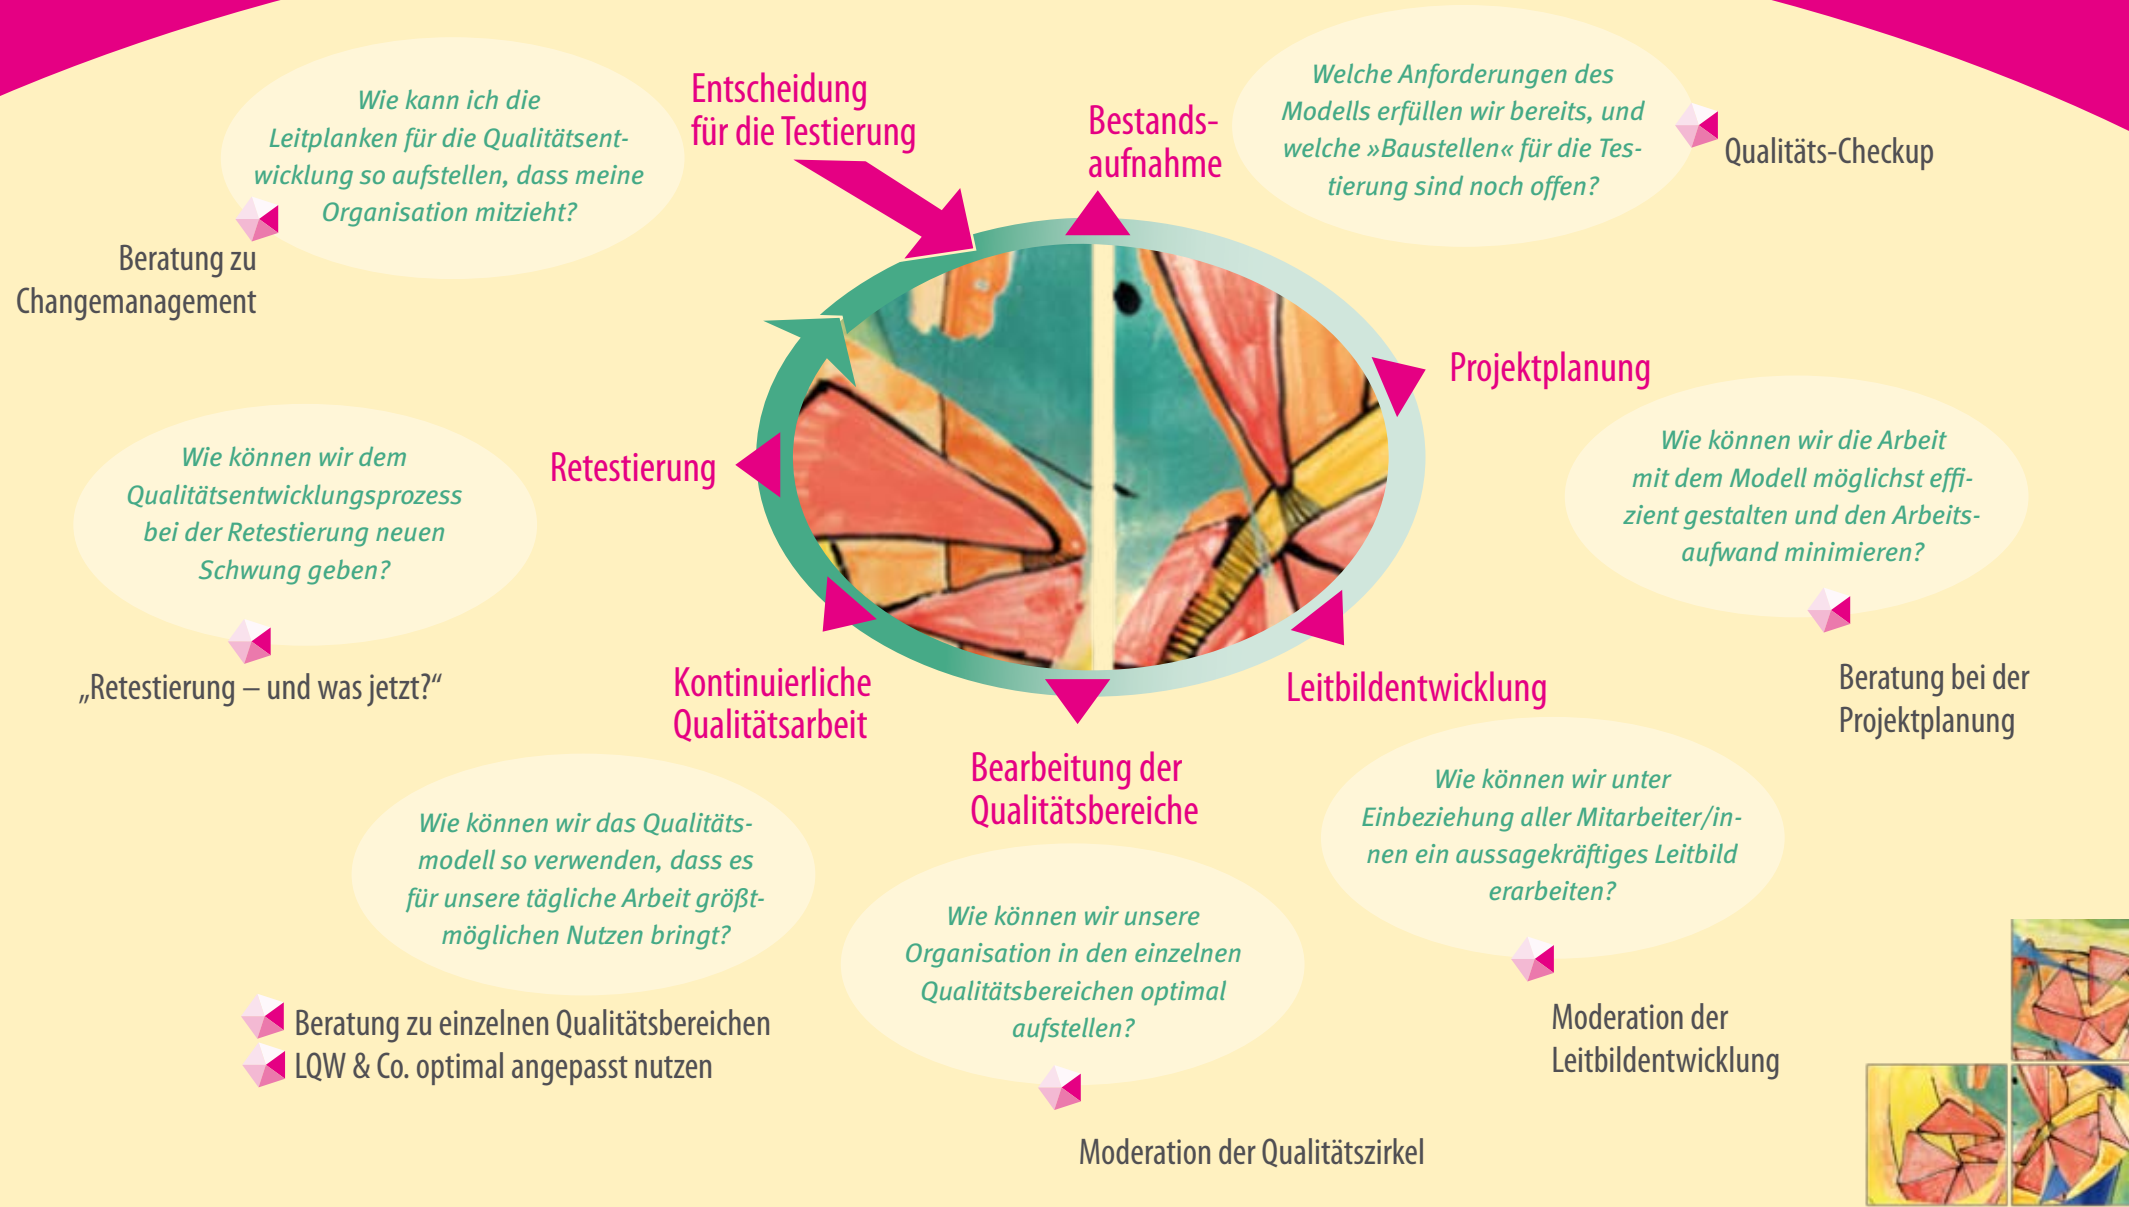 Entscheidung
für die Testierung
Wie kann ich die
Leitplanken für die Qualitätsent-
wicklung so aufstellen, dass meine
Organisation mitzieht?
Beratung zu
Changemanagement
Bestands-
aufnahme
Welche Anforderungen des
Modells erfüllen wir bereits, und
welche »Baustellen« für die Tes-
tierung sind noch offen?
Qualitäts-Checkup
Projektplanung
Wie können wir die Arbeit
mit dem Modell möglichst effi-
zient gestalten und den Arbeits-
aufwand minimieren?
Beratung bei der
Projektplanung
Leitbildentwicklung
Wie können wir unter
Einbeziehung aller Mitarbeiter/in-
nen ein aussagekräftiges Leitbild
erarbeiten?
Moderation der
Leitbildentwicklung
Bearbeitung der
Qualitätsbereiche
Wie können wir unsere
Organisation in den einzelnen
Qualitätsbereichen optimal
aufstellen?
Moderation der Qualitätszirkel
Kontinuierliche
Qualitätsarbeit
Wie können wir das Qualitäts-
modell so verwenden, dass es
für unsere tägliche Arbeit größt-
möglichen Nutzen bringt?
Beratung zu einzelnen Qualitätsbereichen
LQW & Co. optimal angepasst nutzen
Retestierung
Wie können wir dem
Qualitätsentwicklungsprozess
bei der Retestierung neuen
Schwung geben?
„Retestierung – und was jetzt?“